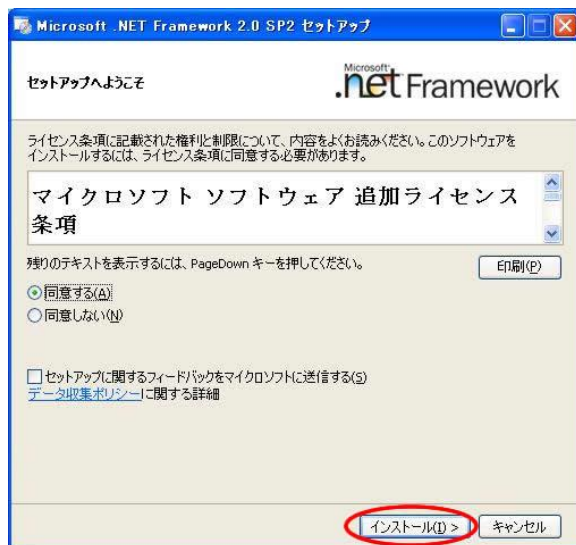 Microsoft .NET Framework 2.0 SP2 セットアップ
セットアップへようこそ
Microsoft
.net Framework
ライセンス条項に記載された権利と制限について、内容をよくお読みください。このソフトウェアを
インストールするには、ライセンス条項に同意する必要があります。
マイクロソフト ソフトウェア 追加ライセンス
条項
残りのテキストを表示するには、PageDown キーを押してください。
印刷(P)
同意する(A)
同意しない(N)
セットアップに関するフィードバックをマイクロソフトに送信する(S)
データ収集ポリシーに関する詳細
インストール(I) >
キャンセル